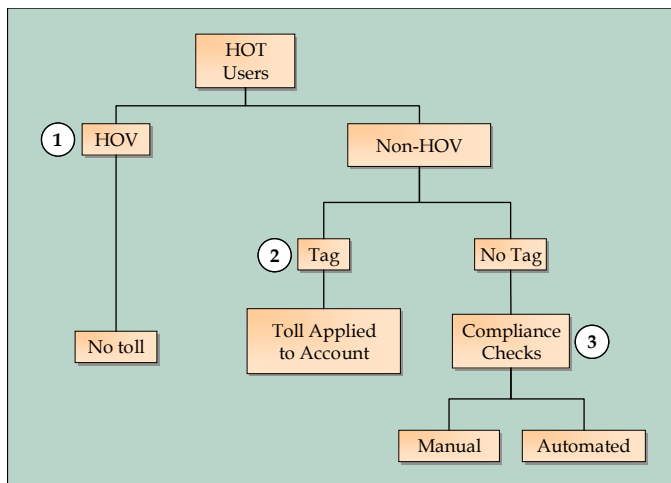 HOT
Users
1
HOV
Non-HOV
2
Tag
No Tag
No toll
Toll Applied
to Account
Compliance
Checks
3
Manual
Automated